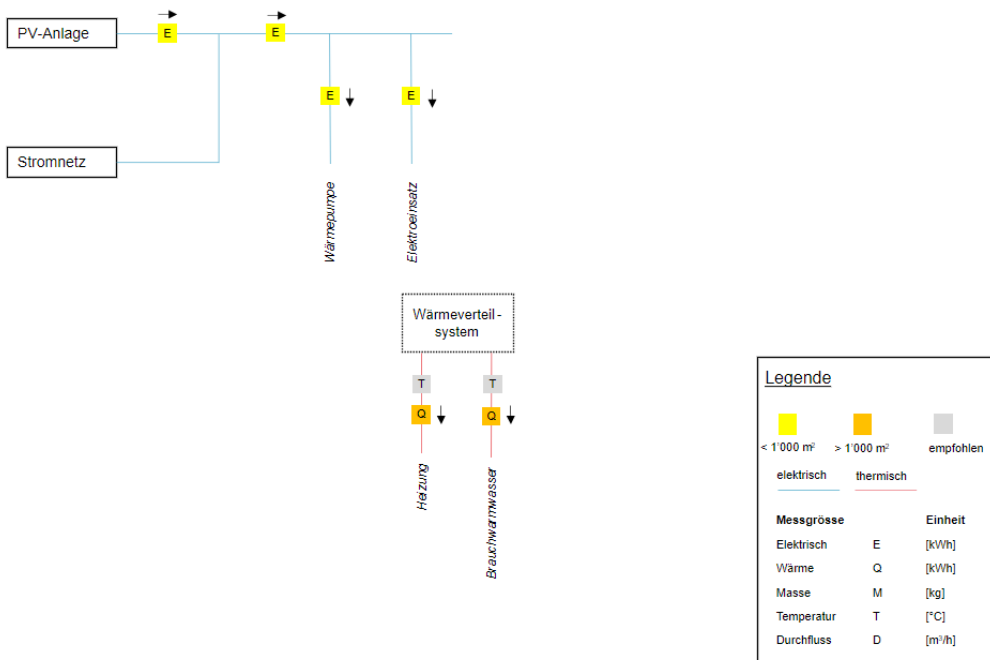 PV-Anlage
E
E
E
E
Stromnetz
Wärmepumpe
Elektroeinsatz
Wärmeverteil-
system
T
T
Q
Q
Heizung
Brauchwarmwasser
Legende
< 1'000 m² > 1'000 m² empfohlen
elektrisch thermisch
Messgrösse Einheit
Elektrisch E [kWh]
Wärme Q [kWh]
Masse M [kg]
Temperatur T [°C]
Durchfluss D [m³/h]